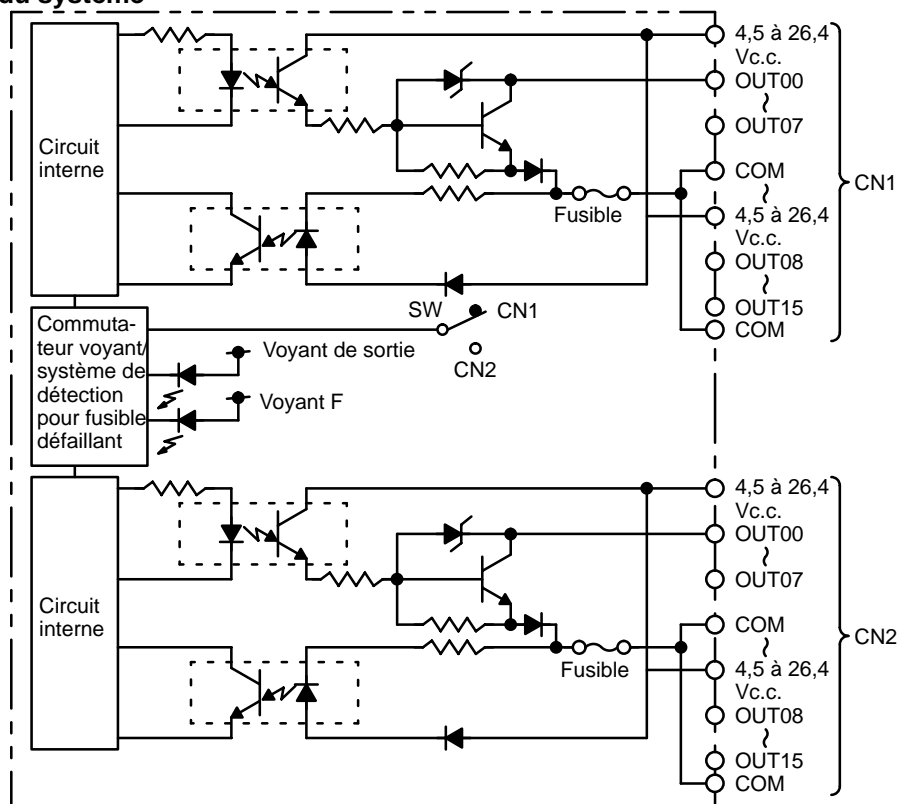 du système
4,5 à 26,4
Vc.c.
OUT00
OUT07
COM
4,5 à 26,4
Vc.c.
OUT08
OUT15
COM
CN1
Circuit
interne
Fusible
SW
CN1
CN2
Commuta-
teur voyant/
système de
détection
pour fusible
défaillant
Voyant de sortie
Voyant F
4,5 à 26,4
Vc.c.
OUT00
OUT07
COM
4,5 à 26,4
Vc.c.
OUT08
OUT15
COM
CN2
Circuit
interne
Fusible